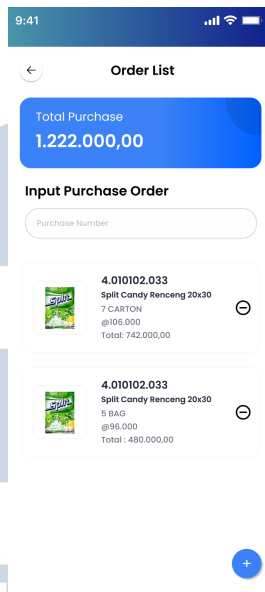 9:41
Order List
Total Purchase
1.222.000,00
Input Purchase Order
Purchase Number
Split
4.010102.033
Split Candy Renceng 20x30
7 CARTON
@106.000
Total: 742.000,00
Split
4.010102.033
Split Candy Renceng 20x30
5 BAG
@96.000
Total : 480.000,00
+